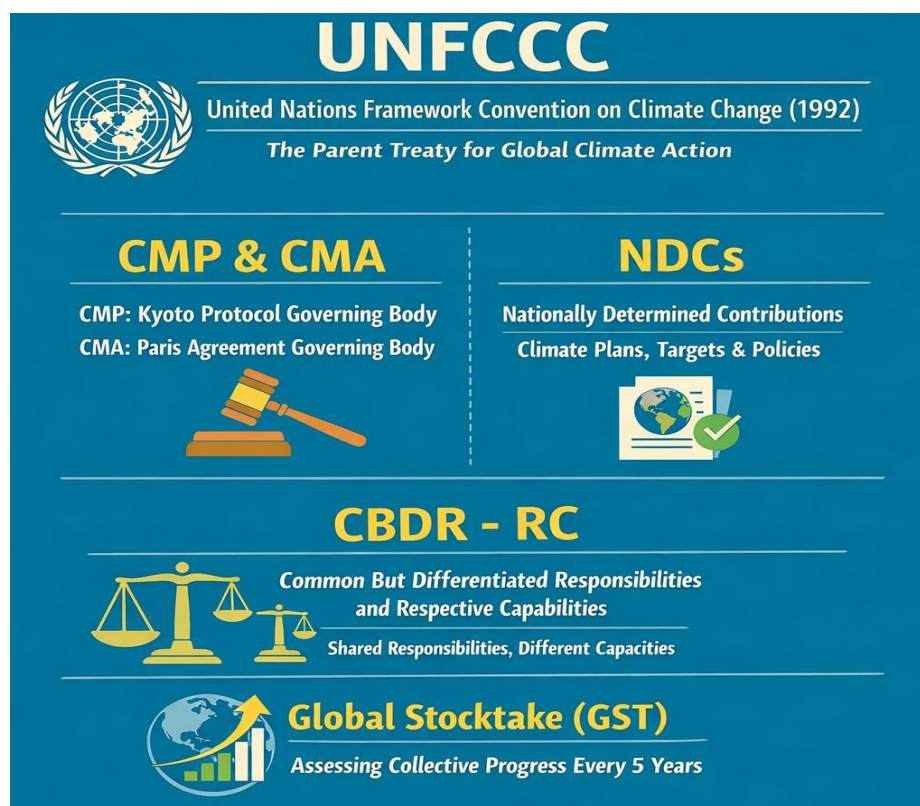 UNFCCC
United Nations Framework Convention on Climate Change (1992)
The Parent Treaty for Global Climate Action
CMP & CMA
CMP: Kyoto Protocol Governing Body
CMA: Paris Agreement Governing Body
NDCs
Nationally Determined Contributions
Climate Plans, Targets & Policies
CBDR - RC
Common But Differentiated Responsibilities
and Respective Capabilities
Shared Responsibilities, Different Capacities
Global Stocktake (GST)
Assessing Collective Progress Every 5 Years